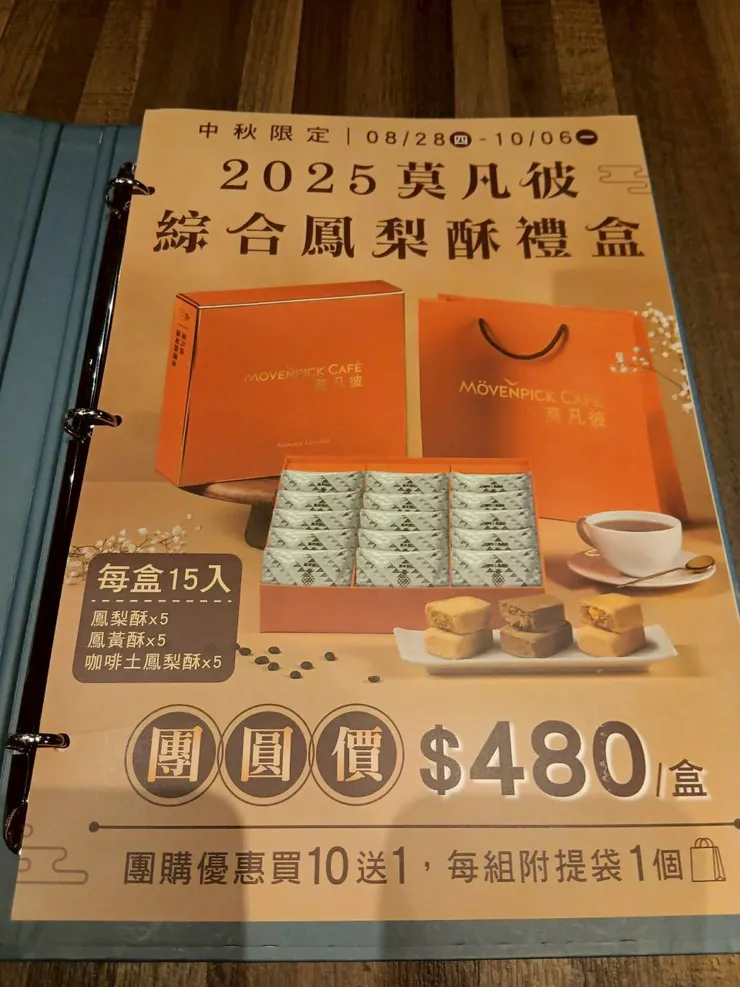 中秋限定 | 08/28四 - 10/06一
2025莫凡彼
綜合鳳梨酥禮盒
MÖVENPICK CAFÉ
莫凡彼
MÖVENPICK CAFÉ
莫凡彼
每盒15入
鳳梨酥x5
鳳黃酥x5
咖啡土鳳梨酥x5
團圓價 $480/盒
團購優惠買10送1，每組附提袋1個